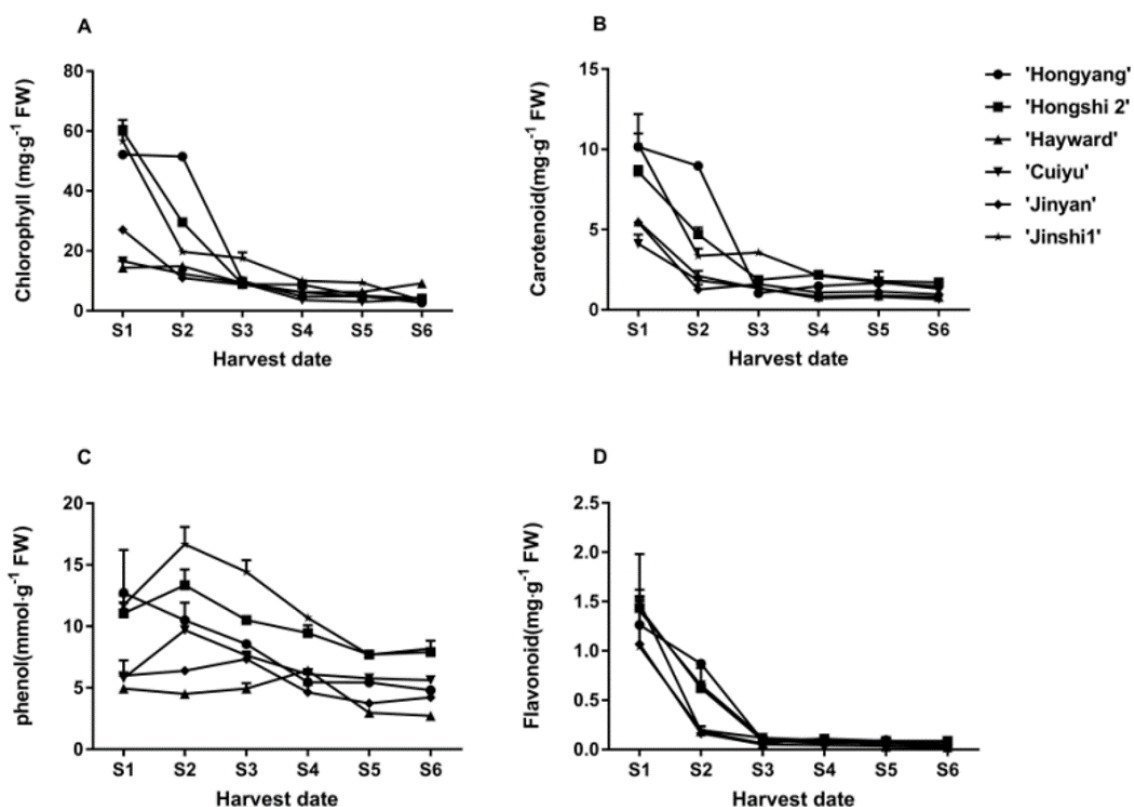 A
Chlorophyll (mg·g⁻¹ FW)
80
60
40
20
0
S1 S2 S3 S4 S5 S6
Harvest date
B
Carotenoid(mg·g⁻¹ FW)
15
10
5
0
S1 S2 S3 S4 S5 S6
Harvest date
'Hongyang'
'Hongshi 2'
'Hayward'
'Cuiyu'
'Jinyan'
'Jinshi1'
C
phenol(mmol·g⁻¹ FW)
20
15
10
5
0
S1 S2 S3 S4 S5 S6
Harvest date
D
Flavonoid(mg·g⁻¹ FW)
2.5
2.0
1.5
1.0
0.5
0.0
S1 S2 S3 S4 S5 S6
Harvest date